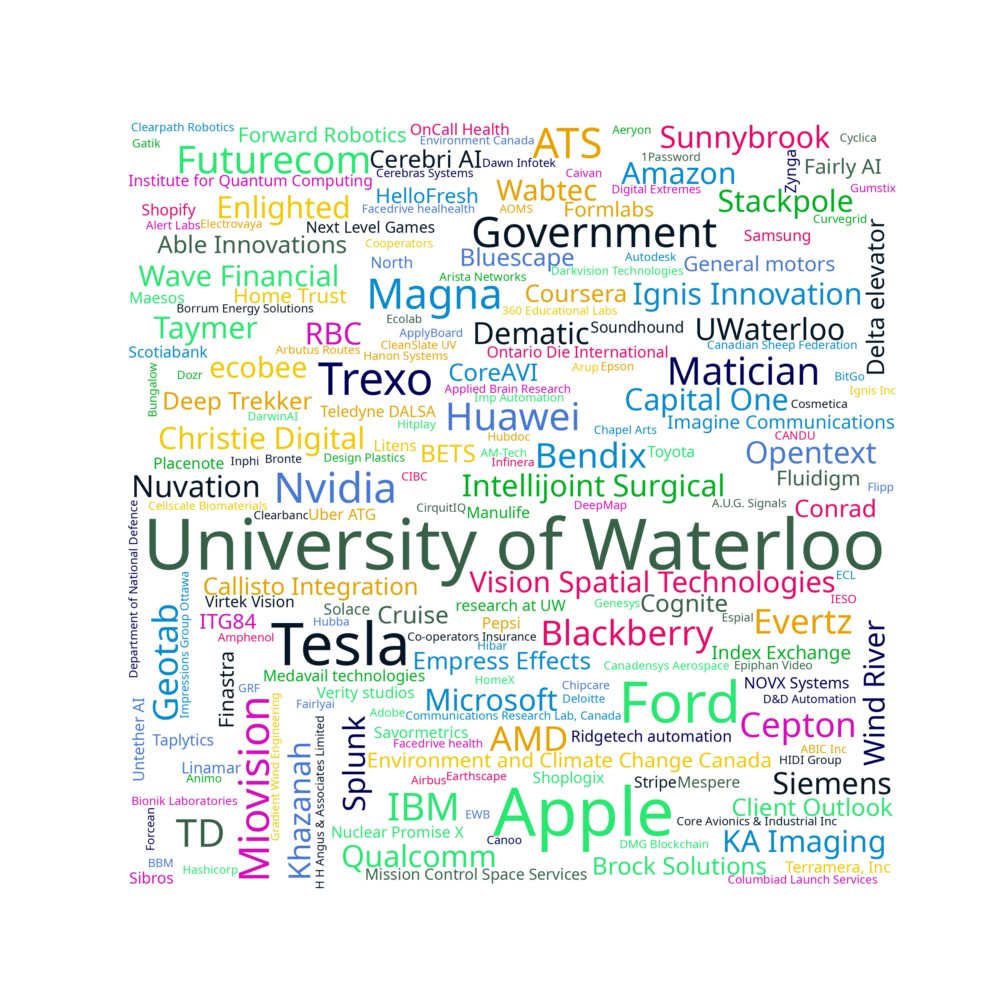 Clearpath Robotics
Gatik
Forward Robotics
OnCall Health
Environment Canada
ATS
Aeryon
Sunnybrook
Cyclica
Futurecom
Cerebri AI
Dawn Infotek
1Password
Zynga
Fairly AI
Institute for Quantum Computing
Cerebras Systems
Caivan
Amazon
HelloFresh
Wabtec
Digital Extremes
Gumstix
Shopify
Enlighted
Facedrive healhealth
AOMS
Formlabs
Stackpole
Curvegrid
Alert Labs
Electrovaya
Next Level Games
Government
Samsung
Able Innovations
Cooperators
Bluescape
Autodesk
Delta elevator
North
General motors
Wave Financial
Arista Networks
Darkvision Technologies
Maesos
Home Trust
Magna
Coursera
Ignis Innovation
Borrum Energy Solutions
360 Educational Labs
Ecolab
Taymer
RBC
ApplyBoard
Dematic
Soundhound
UWaterloo
Scotiabank
Arbutus Routes
CleanSlate UV
Hanon Systems
Ontario Die International
Canadian Sheep Federation
Bungalow
Dozr
ecobee
Trexo
CoreAVI
Arup
Epson
Matician
BitGo
Applied Brain Research
Ignis Inc
Deep Trekker
Imp Automation
Capital One
Cosmetica
DarwinAI
Teledyne DALSA
Hitplay
Huawei
Chapel Arts
Imagine Communications
Christie Digital
Litens
Hubdoc
CANDU
BETS
AM-Tech
Bendix
Toyota
Opentext
Placenote
Inphi
Bronte
Design Plastics
Infinera
Nuvation
Nvidia
CIBC
Intellijoint Surgical
Fluidigm
Flipp
Cellscale Biomaterials
Clearbanc
Uber ATG
CirquitIQ
Manulife
DeepMap
A.U.G. Signals
Conrad
Department of National Defence
University of Waterloo
Callisto Integration
Vision Spatial Technologies
ECL
Impressions Group Ottawa
Geotab
Virtek Vision
Solace
Cruise
research at UW
Genesys
Cognite
IESO
ITG84
Hubba
Pepsi
Espial
Evertz
Amphenol
Tesla
Co-operators Insurance
Hibar
Blackberry
Wind River
Finastra
Empress Effects
Canadensys Aerospace
Epiphan Video
Index Exchange
Medavail technologies
HomeX
GRF
Verity studios
Chipcare
NOVX Systems
Untether AI
Miovision
Gradient Wind Engineering
Fairlyai
Microsoft
Deloitte
Ford
D&D Automation
Adobe
Communications Research Lab, Canada
Cepton
Taplytics
Khazanah
H H Angus & Associates Limited
Splunk
Savormetrics
Facedrive health
AMD
Ridgetech automation
ABIC Inc
Linamar
Environment and Climate Change Canada
HIDI Group
Animo
Airbus
Earthscape
Shoplogix
Stripe
Mespere
Siemens
Bionik Laboratories
Forcean
TD
IBM
EWB
Apple
Core Avionics & Industrial Inc
Client Outlook
Nuclear Promise X
Canoo
DMG Blockchain
KA Imaging
BBM
Hashicorp
Qualcomm
Brock Solutions
Terramera, Inc
Sibros
Mission Control Space Services
Columbiad Launch Services